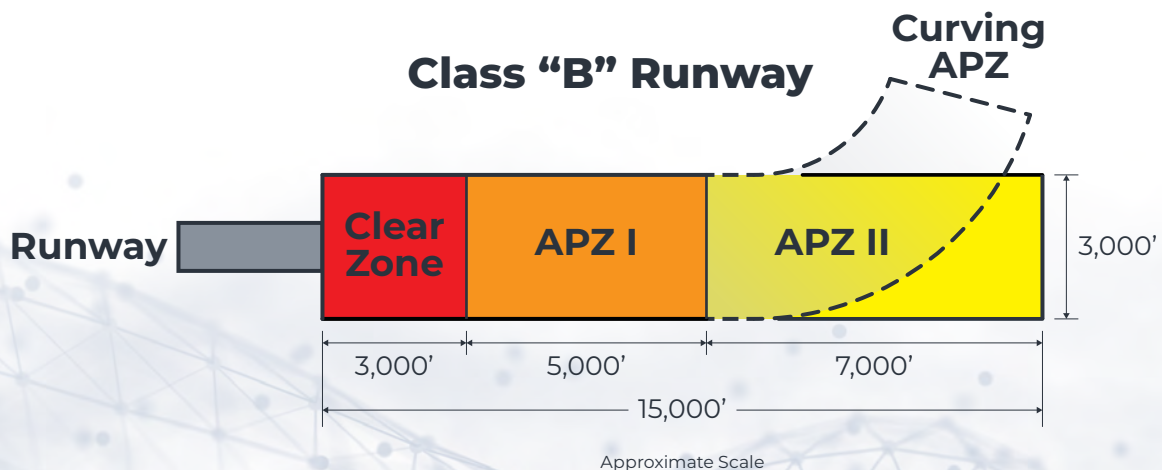 Curving
APZ
Class “B” Runway
Runway
Clear
Zone
APZ I
APZ II
3,000’
3,000’
5,000’
7,000’
15,000’
Approximate Scale